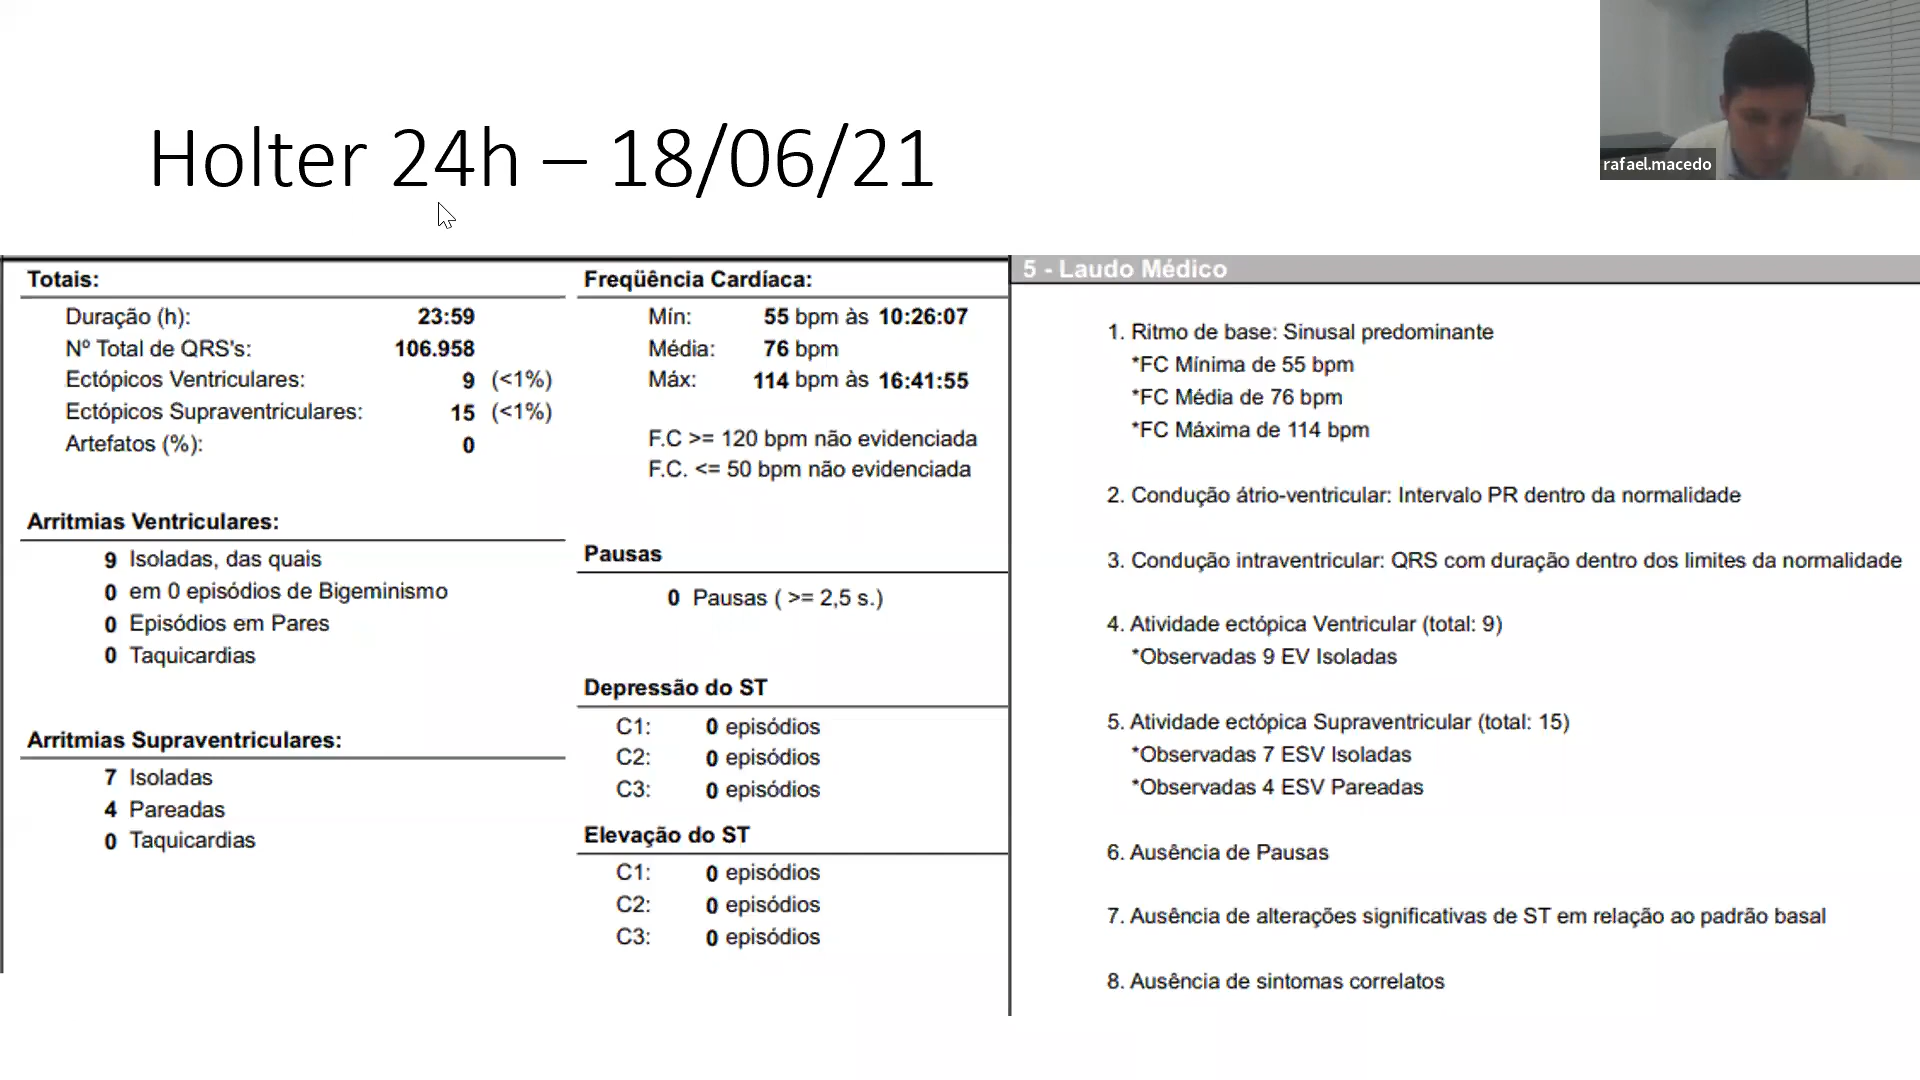 Holter 24h – 18/06/21
rafael.macedo
Totais:
Duração (h): 23:59
Nº Total de QRS's: 106.958
Ectópicos Ventriculares: 9 (<1%)
Ectópicos Supraventriculares: 15 (<1%)
Artefatos (%): 0
Arritmias Ventriculares:
9 Isoladas, das quais
0 em 0 episódios de Bigeminismo
0 Episódios em Pares
0 Taquicardias
Arritmias Supraventriculares:
7 Isoladas
4 Pareadas
0 Taquicardias
Freqüência Cardíaca:
Mín: 55 bpm às 10:26:07
Média: 76 bpm
Máx: 114 bpm às 16:41:55
F.C >= 120 bpm não evidenciada
F.C. <= 50 bpm não evidenciada
Pausas
0 Pausas ( >= 2,5 s.)
Depressão do ST
C1: 0 episódios
C2: 0 episódios
C3: 0 episódios
Elevação do ST
C1: 0 episódios
C2: 0 episódios
C3: 0 episódios
5 - Laudo Médico
1. Ritmo de base: Sinusal predominante
*FC Mínima de 55 bpm
*FC Média de 76 bpm
*FC Máxima de 114 bpm
2. Condução átrio-ventricular: Intervalo PR dentro da normalidade
3. Condução intraventricular: QRS com duração dentro dos limites da normalidade
4. Atividade ectópica Ventricular (total: 9)
*Observadas 9 EV Isoladas
5. Atividade ectópica Supraventricular (total: 15)
*Observadas 7 ESV Isoladas
*Observadas 4 ESV Pareadas
6. Ausência de Pausas
7. Ausência de alterações significativas de ST em relação ao padrão basal
8. Ausência de sintomas correlatos